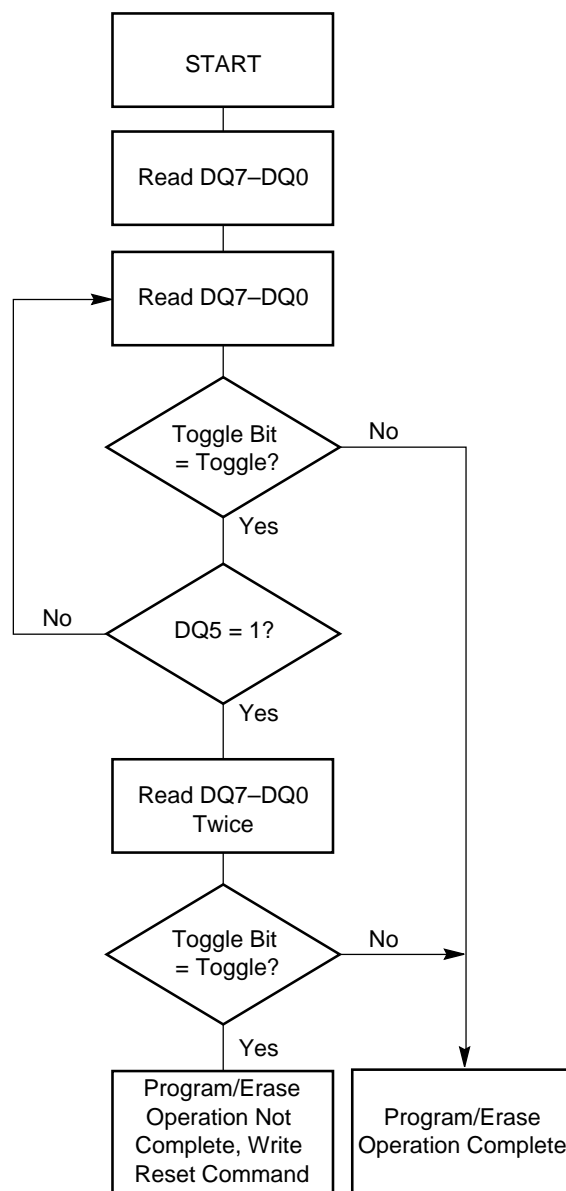 START
Read DQ7–DQ0
Read DQ7–DQ0
Toggle Bit
= Toggle?
No
Yes
No
DQ5 = 1?
Yes
Read DQ7–DQ0
Twice
Toggle Bit
= Toggle?
No
Yes
Program/Erase
Operation Not
Complete, Write
Reset Command
Program/Erase
Operation Complete